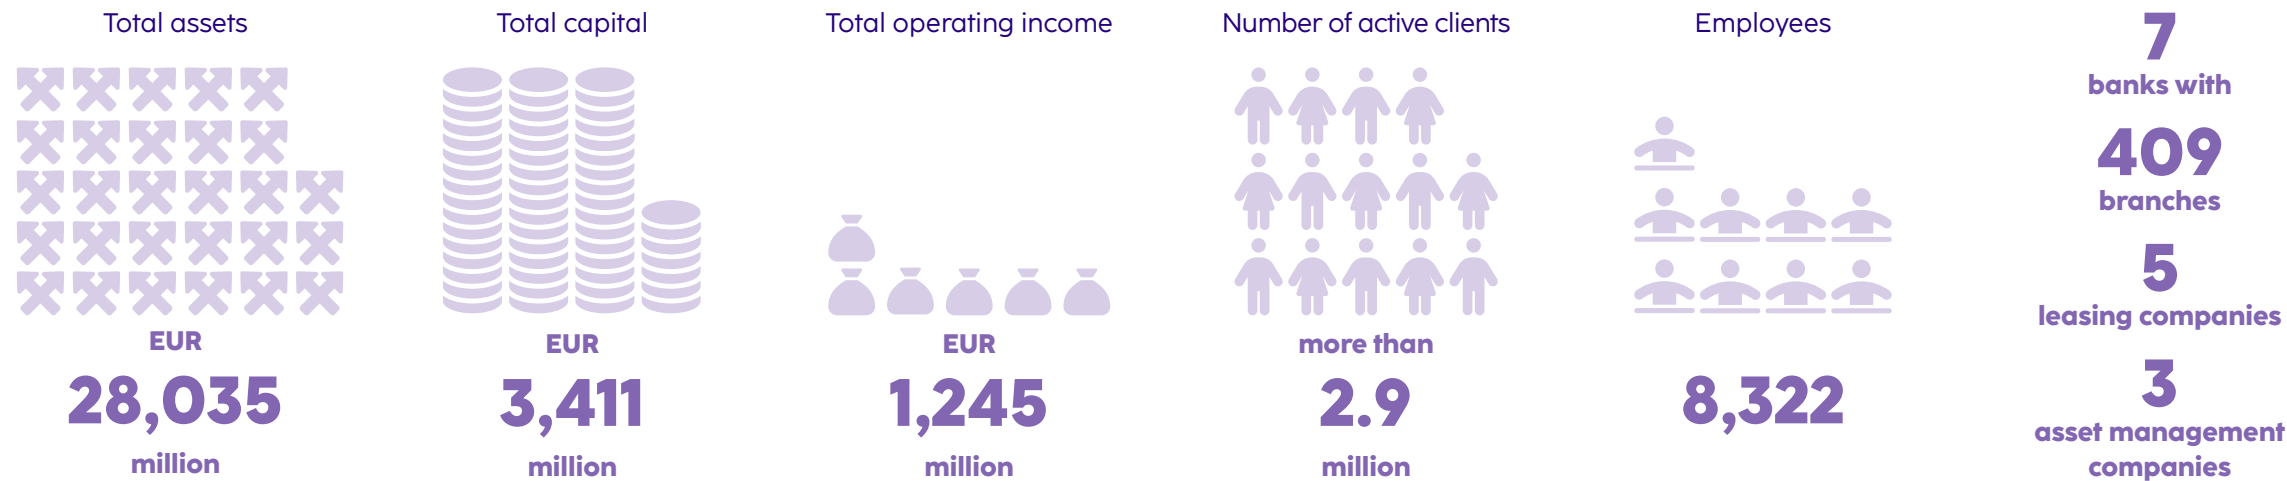 Total assets
EUR
28,035
million
Total capital
EUR
3,411
million
Total operating income
EUR
1,245
million
Number of active clients
more than
2.9
million
Employees
8,322
7
banks with
409
branches
5
leasing companies
3
asset management
companies